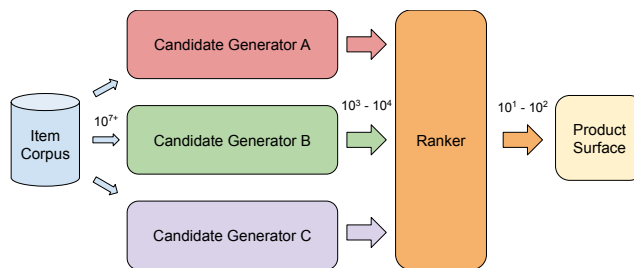 Candidate Generator A
10⁷⁺
Item
Corpus
Candidate Generator B
10³ - 10⁴
Ranker
10¹ - 10²
Product
Surface
Candidate Generator C